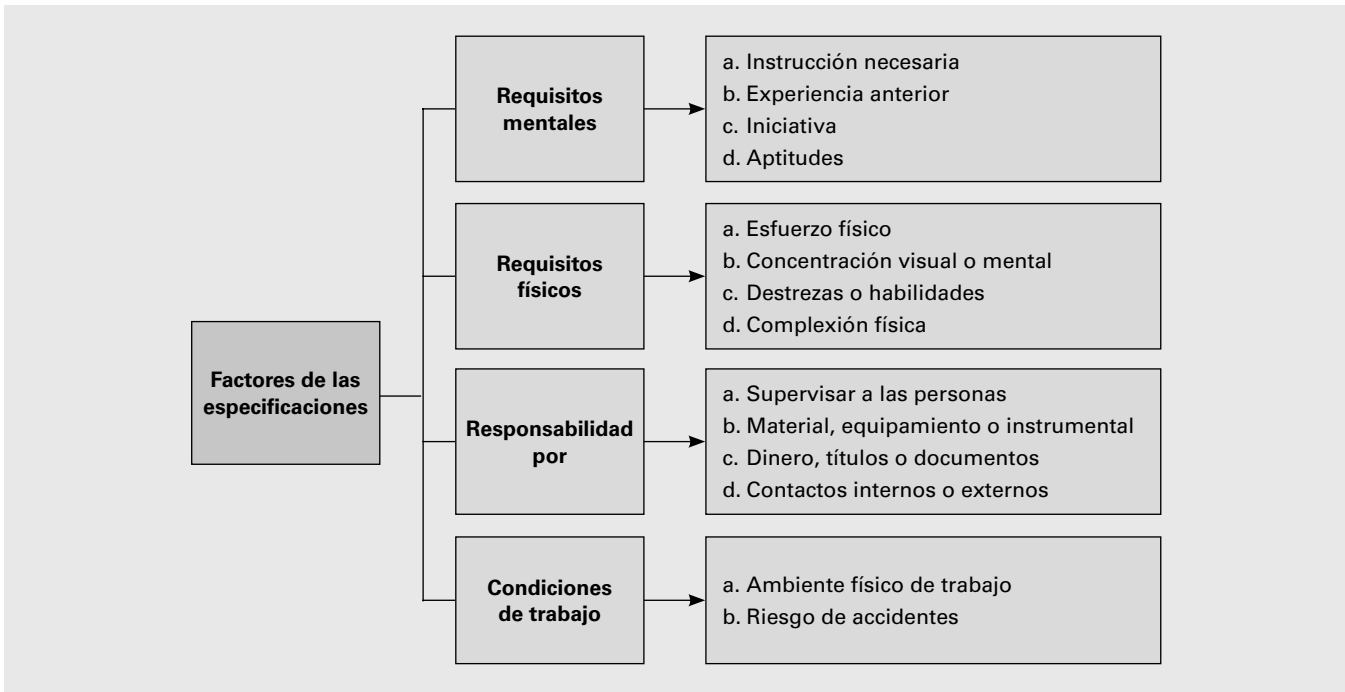 Factores de las
especificaciones
Requisitos
mentales
a. Instrucción necesaria
b. Experiencia anterior
c. Iniciativa
d. Aptitudes
Requisitos
físicos
a. Esfuerzo físico
b. Concentración visual o mental
c. Destrezas o habilidades
d. Complexión física
Responsabilidad
por
a. Supervisar a las personas
b. Material, equipamiento o instrumental
c. Dinero, títulos o documentos
d. Contactos internos o externos
Condiciones
de trabajo
a. Ambiente físico de trabajo
b. Riesgo de accidentes